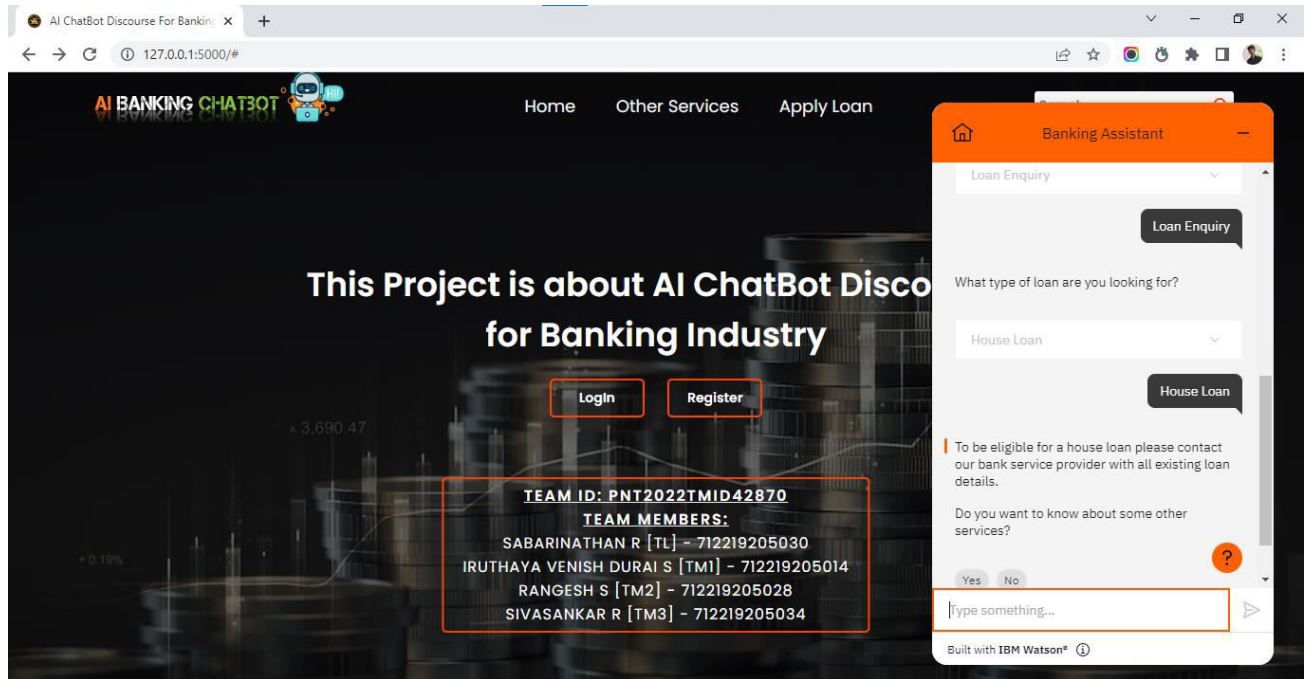 AI ChatBot Discourse For Banking
127.0.0.1:5000/#
AI BANKING CHATBOT
HI!
Home Other Services Apply Loan
This Project is about AI ChatBot Disco
for Banking Industry
LogIn Register
3,690.47
+ 0.19%
TEAM ID: PNT2022TMID42870
TEAM MEMBERS:
SABARINATHAN R [TL] - 712219205030
IRUTHAYA VENISH DURAI S [TM1] - 712219205014
RANGESH S [TM2] - 712219205028
SIVASANKAR R [TM3] - 712219205034
Banking Assistant
Loan Enquiry
Loan Enquiry
What type of loan are you looking for?
House Loan
House Loan
To be eligible for a house loan please contact
our bank service provider with all existing loan
details.
Do you want to know about some other
services?
?
Yes No
Type something...
Built with IBM Watson®